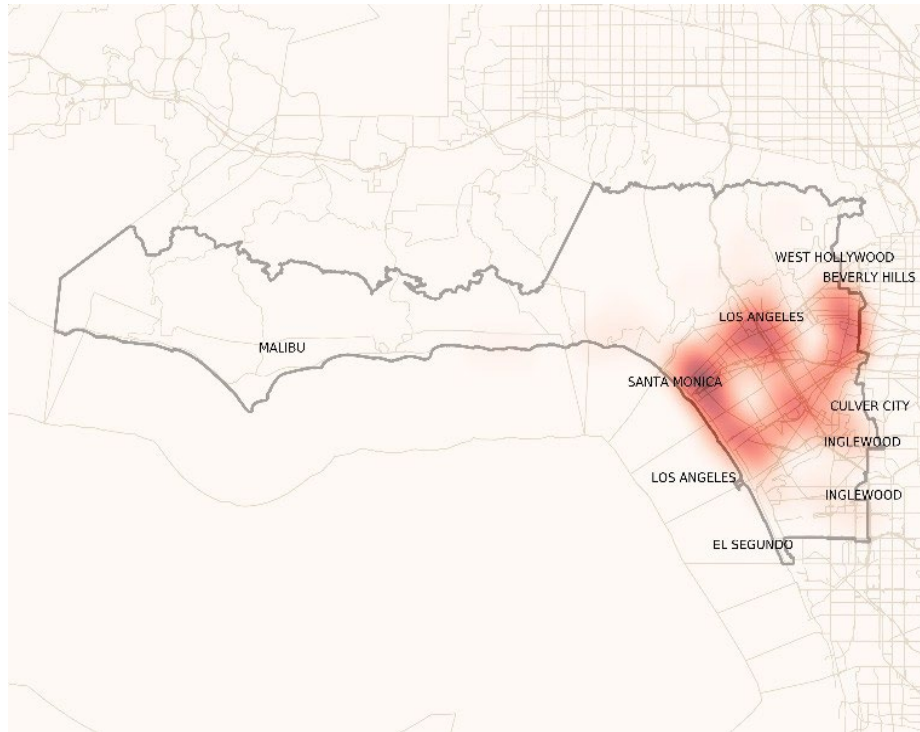 WEST HOLLYWOOD
BEVERLY HILLS
LOS ANGELES
MALIBU
SANTA MONICA
CULVER CITY
INGLEWOOD
LOS ANGELES
INGLEWOOD
EL SEGUNDO